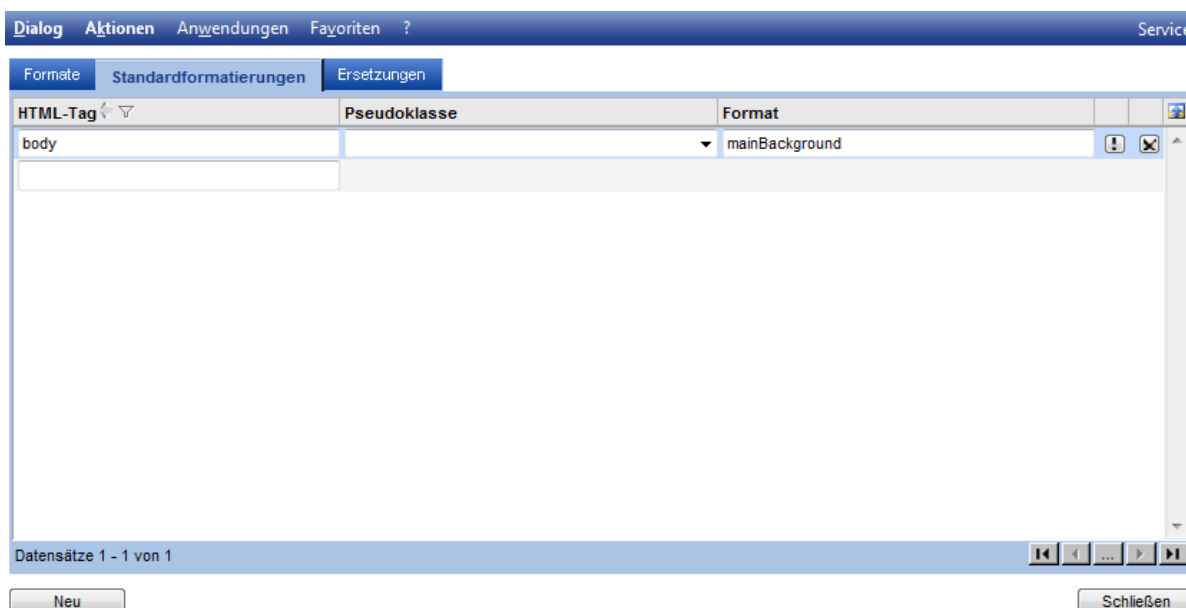 Dialog Aktionen Anwendungen Favoriten ? Service
Formate Standardformatierungen Ersetzungen
HTML-Tag Pseudoklasse Format
body mainBackground
Datensätze 1 - 1 von 1 ...
Neu Schließen